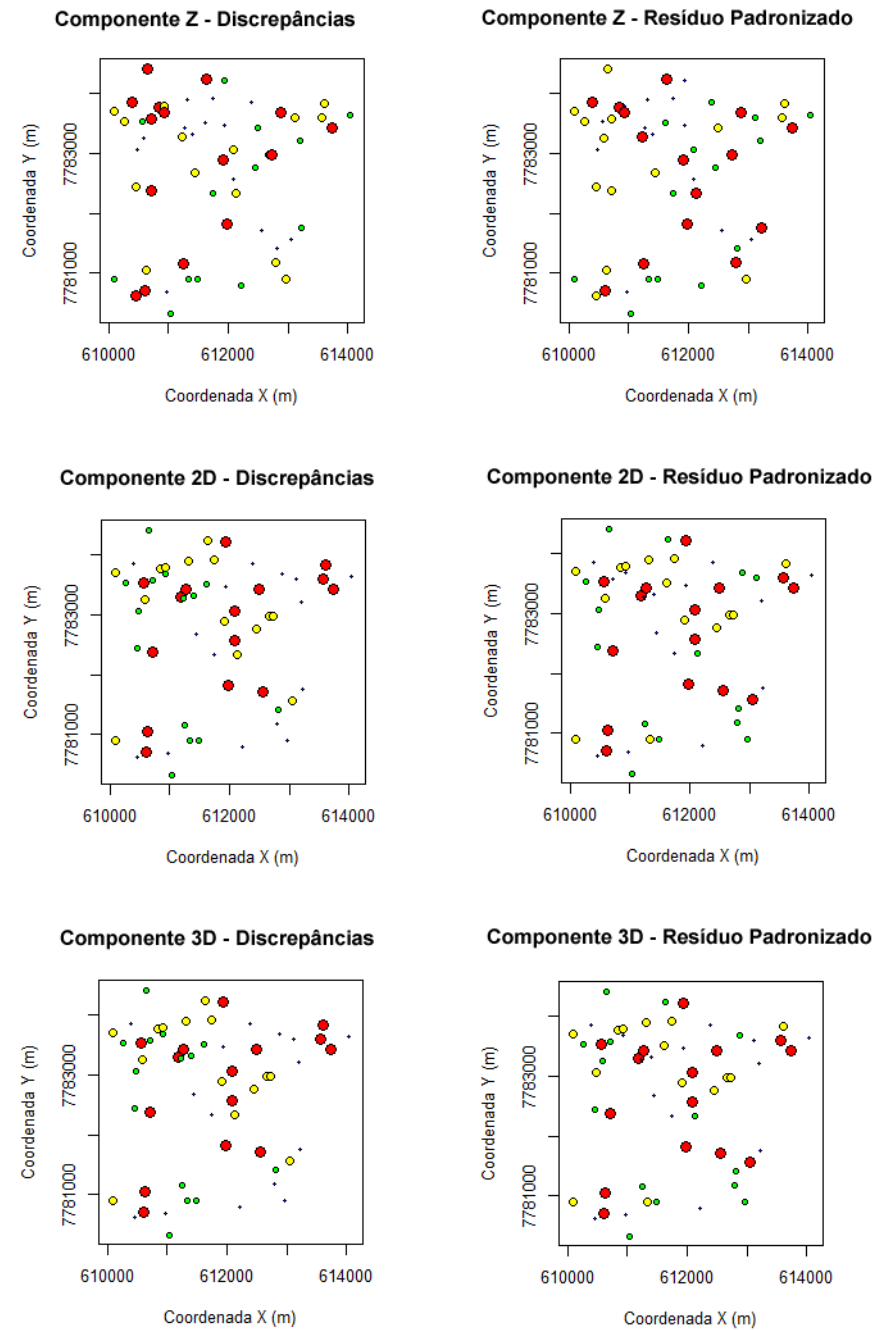 Componente Z - Discrepâncias
Coordenada Y (m)
7783000
7781000
610000 612000 614000
Coordenada X (m)
Componente Z - Resíduo Padronizado
Coordenada Y (m)
7783000
7781000
610000 612000 614000
Coordenada X (m)
Componente 2D - Discrepâncias
Coordenada Y (m)
7783000
7781000
610000 612000 614000
Coordenada X (m)
Componente 2D - Resíduo Padronizado
Coordenada Y (m)
7783000
7781000
610000 612000 614000
Coordenada X (m)
Componente 3D - Discrepâncias
Coordenada Y (m)
7783000
7781000
610000 612000 614000
Coordenada X (m)
Componente 3D - Resíduo Padronizado
Coordenada Y (m)
7783000
7781000
610000 612000 614000
Coordenada X (m)